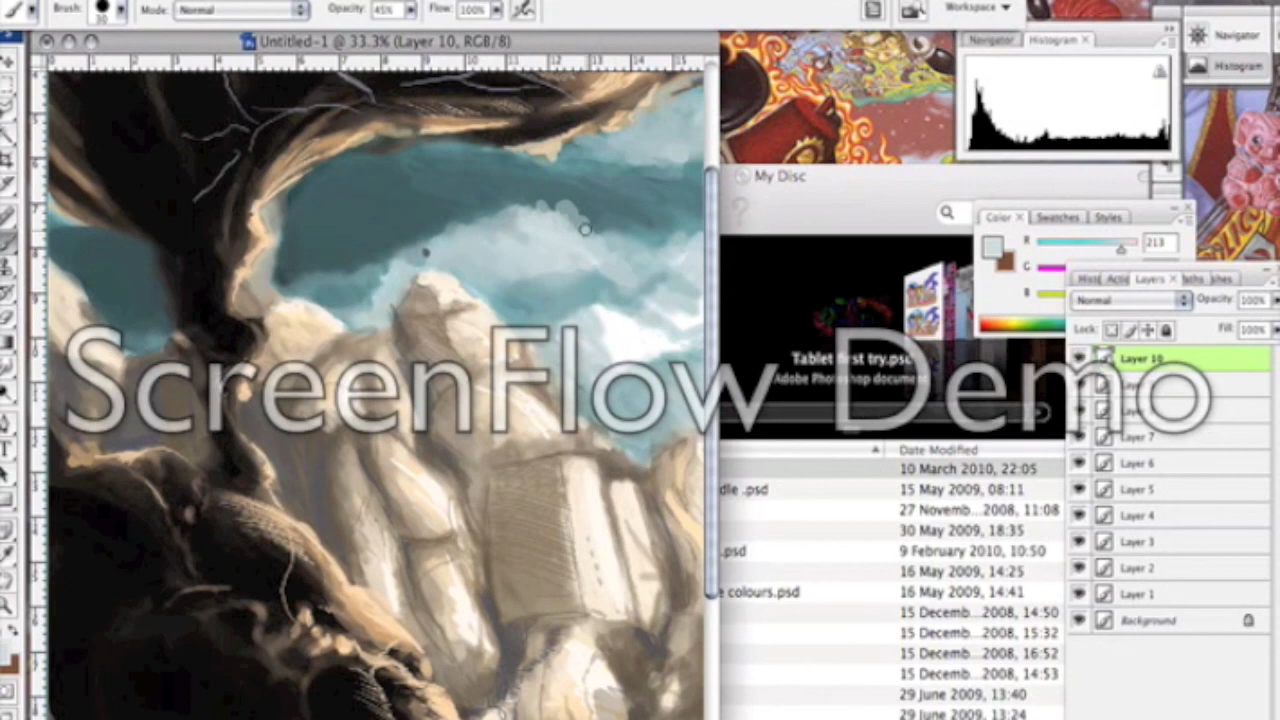 Brush: 30 Mode: Normal Opacity: 45% Flow: 100% Workspace
Untitled-1 @ 33.3% (Layer 10, RGB/8)
Navigator Histogram
Navigator
Histogram
My Disc
Color Swatches Styles
R 213
G
B
Layers
Normal Opacity: 100%
Lock: Fill: 100%
Tablet first try.psd
Adobe Photoshop document
ScreenFlow Demo
Layer 10
Layer 7
Layer 6
Layer 5
Layer 4
Layer 3
Layer 2
Layer 1
Background
Date Modified
10 March 2010, 22:05
dle .psd 15 May 2009, 08:11
27 Novemb...2008, 11:08
30 May 2009, 18:35
.psd 9 February 2010, 10:50
16 May 2009, 14:25
e colours.psd 16 May 2009, 14:41
15 Decemb...2008, 14:50
15 Decemb...2008, 15:32
15 Decemb...2008, 16:52
15 Decemb...2008, 14:53
29 June 2009, 13:40
29 June 2009, 13:24